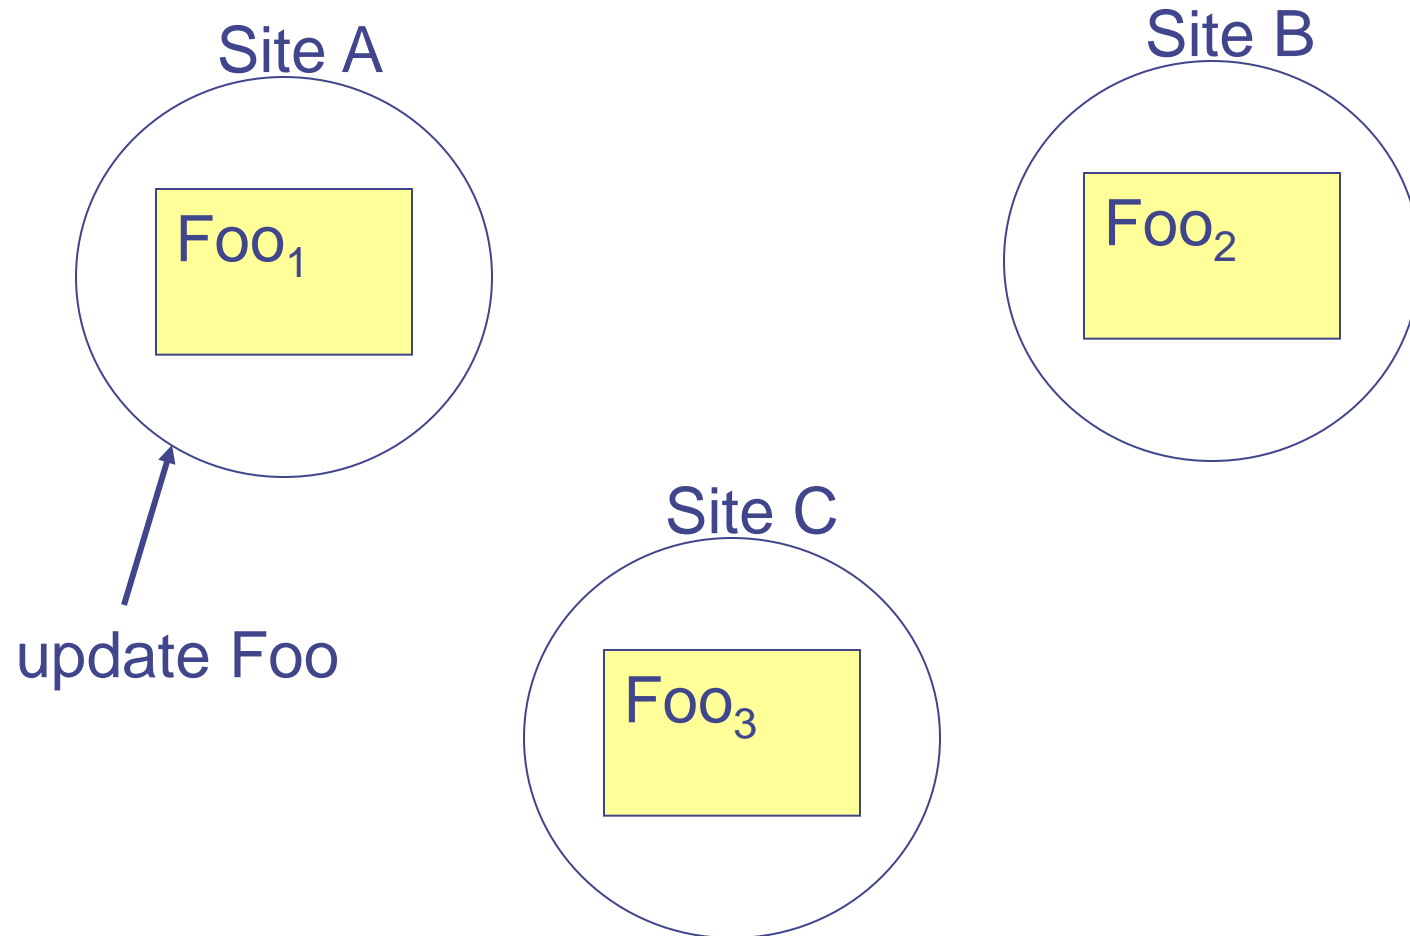 Site A
Site B
Foo₁
Foo₂
Site C
update Foo
Foo₃